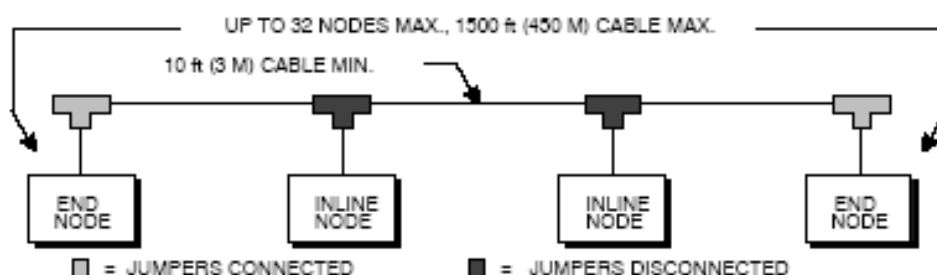 UP TO 32 NODES MAX., 1500 ft (450 M) CABLE MAX.
10 ft (3 M) CABLE MIN.
END
NODE
INLINE
NODE
INLINE
NODE
END
NODE
= JUMPERS CONNECTED
= JUMPERS DISCONNECTED